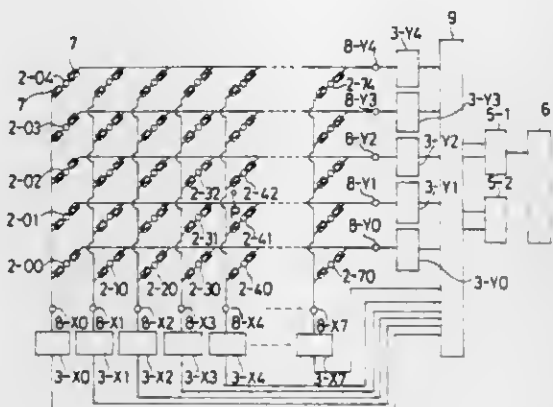 3-Y4 9
7 8-Y4
2-04
7 2-74 8-Y3
2-03 3-Y3
5-1 6
8-Y2 3-Y2
2-02
2-32 2-42 8-Y1 3-Y1 5-2
P
2-01
2-31 2-41 8-Y0
2-00
2-10 2-20 2-30 2-40 2-70 3-Y0
8-X0 8-X1 8-X2 8-X3 8-X4 8-X7
3-X0 3-X1 3-X2 3-X3 3-X4 3-X7